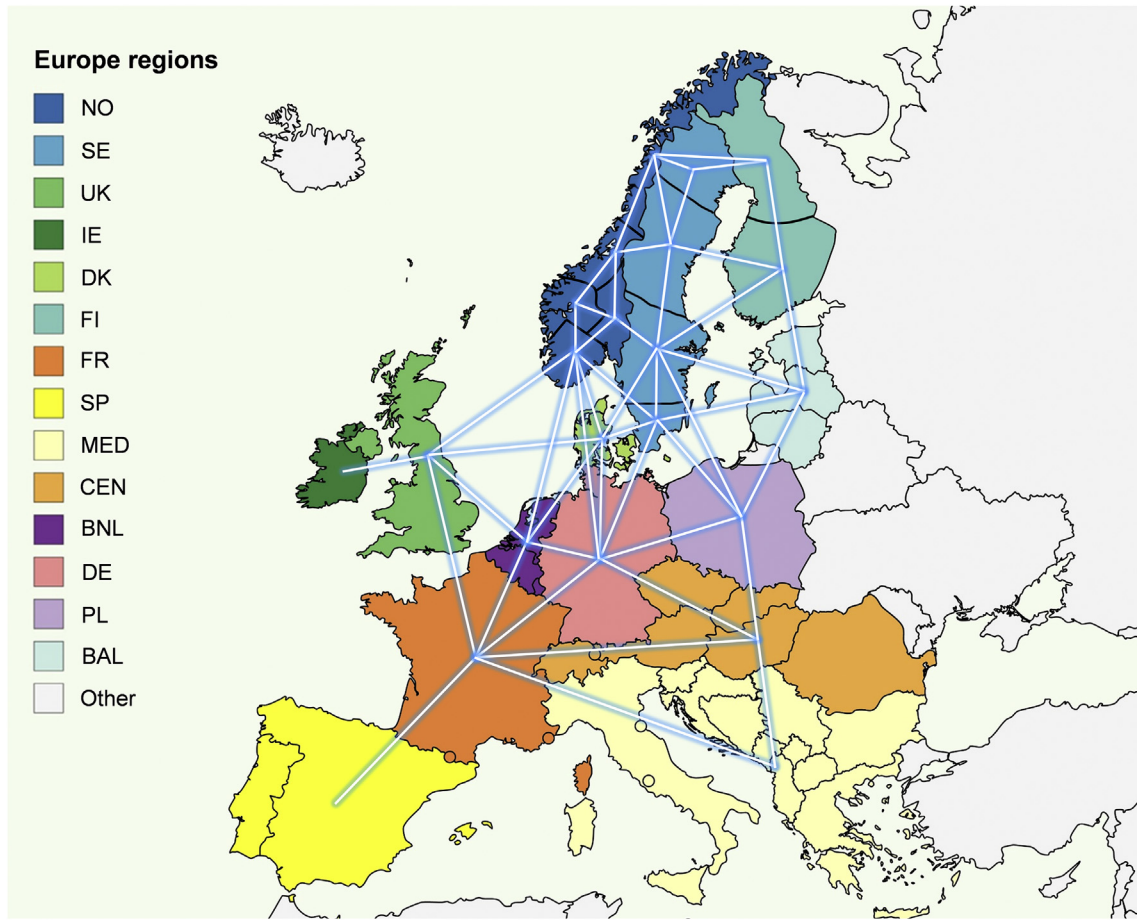 Europe regions
NO
SE
UK
IE
DK
FI
FR
SP
MED
CEN
BNL
DE
PL
BAL
Other